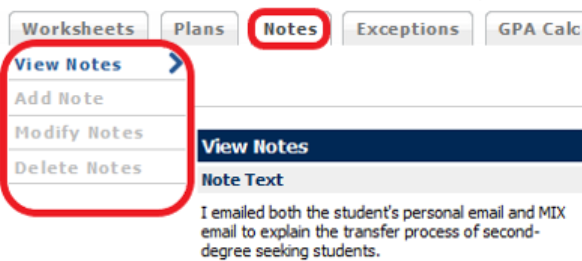 Worksheets Plans Notes Exceptions GPA Calc
View Notes
Add Note
Modify Notes
Delete Notes
View Notes
Note Text
I emailed both the student's personal email and MIX
email to explain the transfer process of second-
degree seeking students.